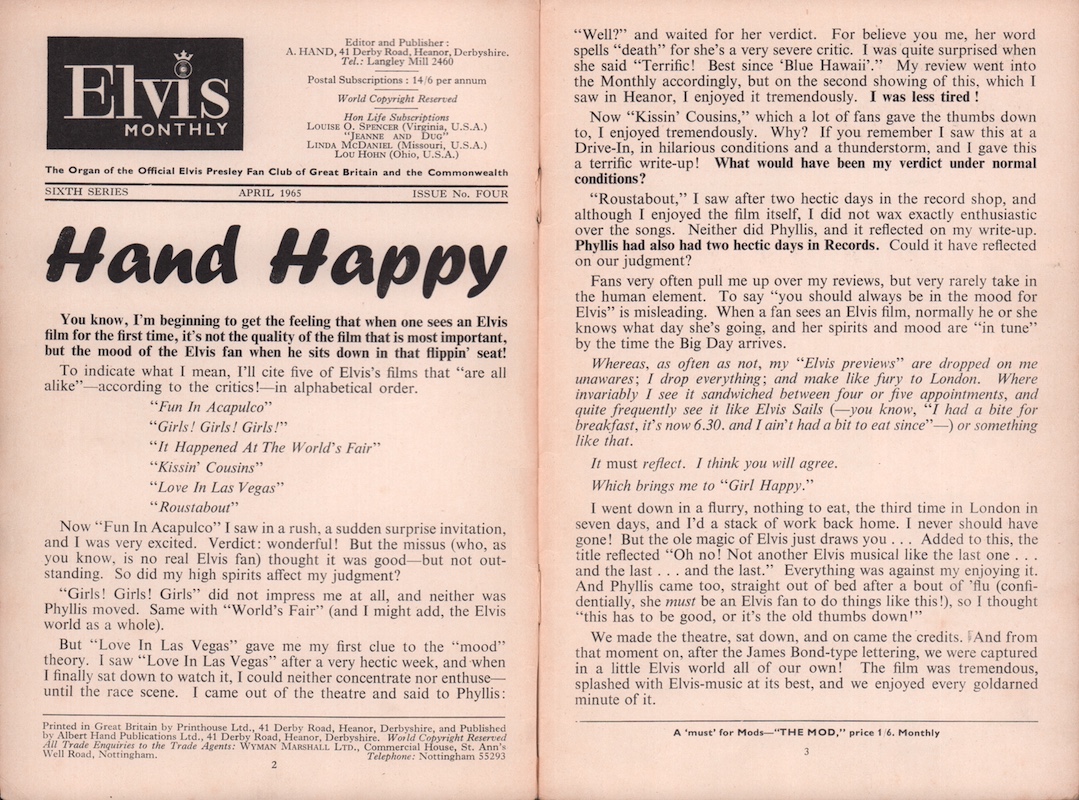 Elvis
MONTHLY
Editor and Publisher :
A. HAND, 41 Derby Road, Heanor, Derbyshire.
Tel.: Langley Mill 2460
Postal Subscriptions : 14/6 per annum
World Copyright Reserved
Hon Life Subscriptions
LOUISE O. SPENCER (Virginia, U.S.A.)
"JEANNE AND DUG"
LINDA MCDANIEL (Missouri, U.S.A.)
LOU HOHN (Ohio, U.S.A.)
The Organ of the Official Elvis Presley Fan Club of Great Britain and the Commonwealth
SIXTH SERIES APRIL 1965 ISSUE No. FOUR
Hand Happy
You know, I'm beginning to get the feeling that when one sees an Elvis
film for the first time, it's not the quality of the film that is most important,
but the mood of the Elvis fan when he sits down in that flippin' seat!
To indicate what I mean, I'll cite five of Elvis's films that "are all
alike"—according to the critics!—in alphabetical order.
"Fun In Acapulco"
"Girls! Girls! Girls!"
"It Happened At The World's Fair"
"Kissin' Cousins"
"Love In Las Vegas"
"Roustabout"
Now "Fun In Acapulco" I saw in a rush, a sudden surprise invitation,
and I was very excited. Verdict: wonderful! But the missus (who, as
you know, is no real Elvis fan) thought it was good—but not out-
standing. So did my high spirits affect my judgment?
"Girls! Girls! Girls" did not impress me at all, and neither was
Phyllis moved. Same with "World's Fair" (and I might add, the Elvis
world as a whole).
But "Love In Las Vegas" gave me my first clue to the "mood"
theory. I saw "Love In Las Vegas" after a very hectic week, and when
I finally sat down to watch it, I could neither concentrate nor enthuse—
until the race scene. I came out of the theatre and said to Phyllis:
Printed in Great Britain by Printhouse Ltd., 41 Derby Road, Heanor, Derbyshire, and Published
by Albert Hand Publications Ltd., 41 Derby Road, Heanor, Derbyshire. World Copyright Reserved
All Trade Enquiries to the Trade Agents: WYMAN MARSHALL LTD., Commercial House, St. Ann's
Well Road, Nottingham. Telephone: Nottingham 55293
2
"Well?" and waited for her verdict. For believe you me, her word
spells "death" for she's a very severe critic. I was quite surprised when
she said "Terrific! Best since 'Blue Hawaii'." My review went into
the Monthly accordingly, but on the second showing of this, which I
saw in Heanor, I enjoyed it tremendously. I was less tired !
Now "Kissin' Cousins," which a lot of fans gave the thumbs down
to, I enjoyed tremendously. Why? If you remember I saw this at a
Drive-In, in hilarious conditions and a thunderstorm, and I gave this
a terrific write-up! What would have been my verdict under normal
conditions?
"Roustabout," I saw after two hectic days in the record shop, and
although I enjoyed the film itself, I did not wax exactly enthusiastic
over the songs. Neither did Phyllis, and it reflected on my write-up.
Phyllis had also had two hectic days in Records. Could it have reflected
on our judgment?
Fans very often pull me up over my reviews, but very rarely take in
the human element. To say "you should always be in the mood for
Elvis" is misleading. When a fan sees an Elvis film, normally he or she
knows what day she's going, and her spirits and mood are "in tune"
by the time the Big Day arrives.
Whereas, as often as not, my "Elvis previews" are dropped on me
unawares; I drop everything; and make like fury to London. Where
invariably I see it sandwiched between four or five appointments, and
quite frequently see it like Elvis Sails (—you know, "I had a bite for
breakfast, it's now 6.30. and I ain't had a bit to eat since"—) or something
like that.
It must reflect. I think you will agree.
Which brings me to "Girl Happy."
I went down in a flurry, nothing to eat, the third time in London in
seven days, and I'd a stack of work back home. I never should have
gone! But the ole magic of Elvis just draws you . . . Added to this, the
title reflected "Oh no! Not another Elvis musical like the last one . . .
and the last . . . and the last." Everything was against my enjoying it.
And Phyllis came too, straight out of bed after a bout of 'flu (confi-
dentially, she must be an Elvis fan to do things like this!), so I thought
"this has to be good, or it's the old thumbs down!"
We made the theatre, sat down, and on came the credits. And from
that moment on, after the James Bond-type lettering, we were captured
in a little Elvis world all of our own! The film was tremendous,
splashed with Elvis-music at its best, and we enjoyed every goldarned
minute of it.
A 'must' for Mods—"THE MOD," price 1/6. Monthly
3